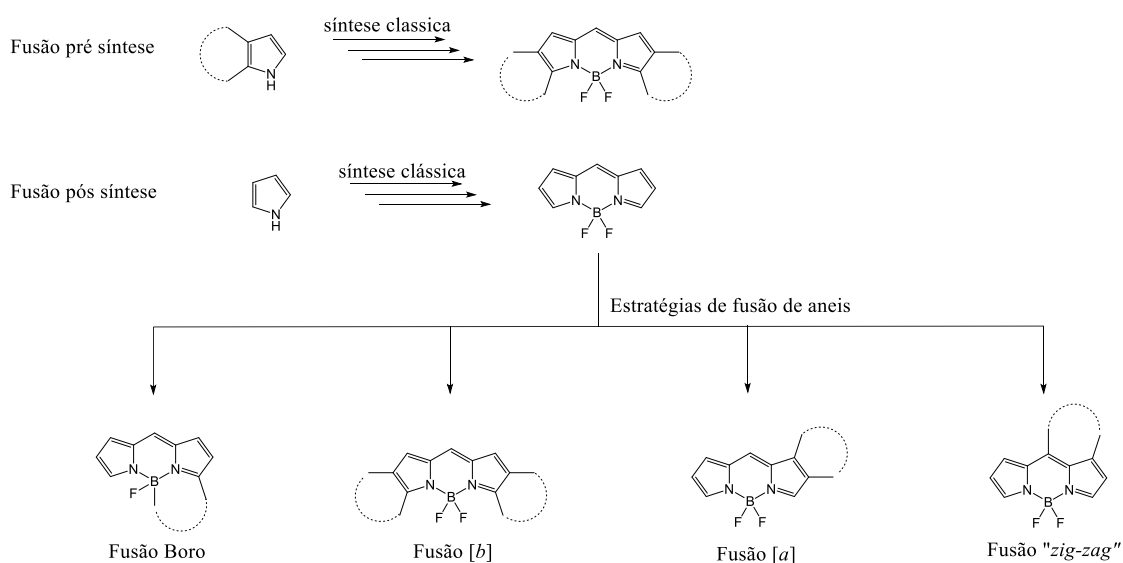 síntese classica
Fusão pré síntese
N
H
N
B
N
F
F
síntese clássica
Fusão pós síntese
N
H
N
B
N
F
F
Estratégias de fusão de aneis
N
B
N
F
N
B
N
F
F
N
B
N
F
F
N
B
N
F
F
Fusão Boro
Fusão [b]
Fusão [a]
Fusão "zig-zag"